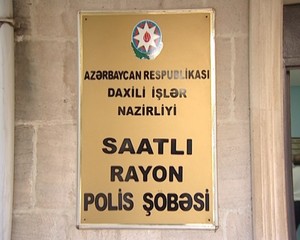 AZƏRBAYCAN RESPUBLİKASI
DAXİLİ İŞLƏR
NAZİRLİYİ
SAATLI
RAYON
POLİS ŞÖBƏSİ